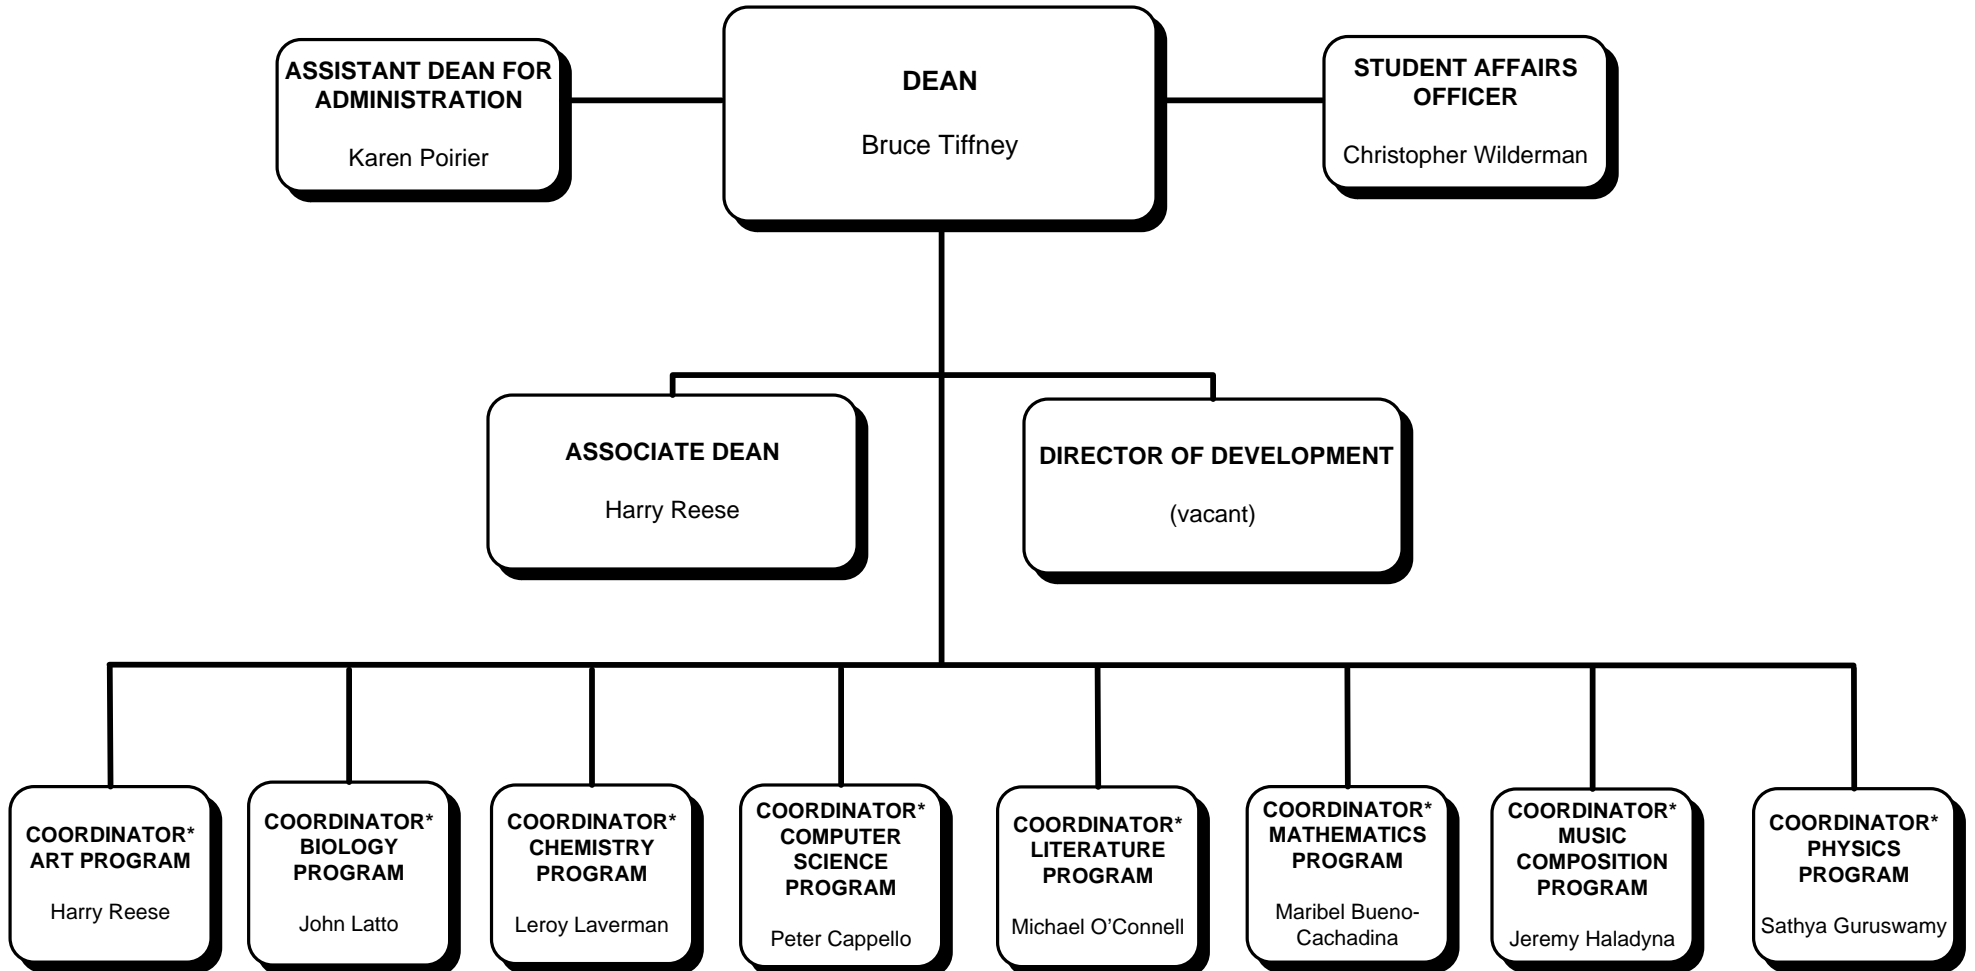 ASSISTANT DEAN FOR
ADMINISTRATION
Karen Poirier
DEAN
Bruce Tiffney
STUDENT AFFAIRS
OFFICER
Christopher Wilderman
ASSOCIATE DEAN
Harry Reese
DIRECTOR OF DEVELOPMENT
(vacant)
COORDINATOR*
ART PROGRAM
Harry Reese
COORDINATOR*
BIOLOGY
PROGRAM
John Latto
COORDINATOR*
CHEMISTRY
PROGRAM
Leroy Laverman
COORDINATOR*
COMPUTER
SCIENCE
PROGRAM
Peter Cappello
COORDINATOR*
LITERATURE
PROGRAM
Michael O’Connell
COORDINATOR*
MATHEMATICS
PROGRAM
Maribel Bueno-
Cachadina
COORDINATOR*
MUSIC
COMPOSITION
PROGRAM
Jeremy Haladyna
COORDINATOR*
PHYSICS
PROGRAM
Sathya Guruswamy